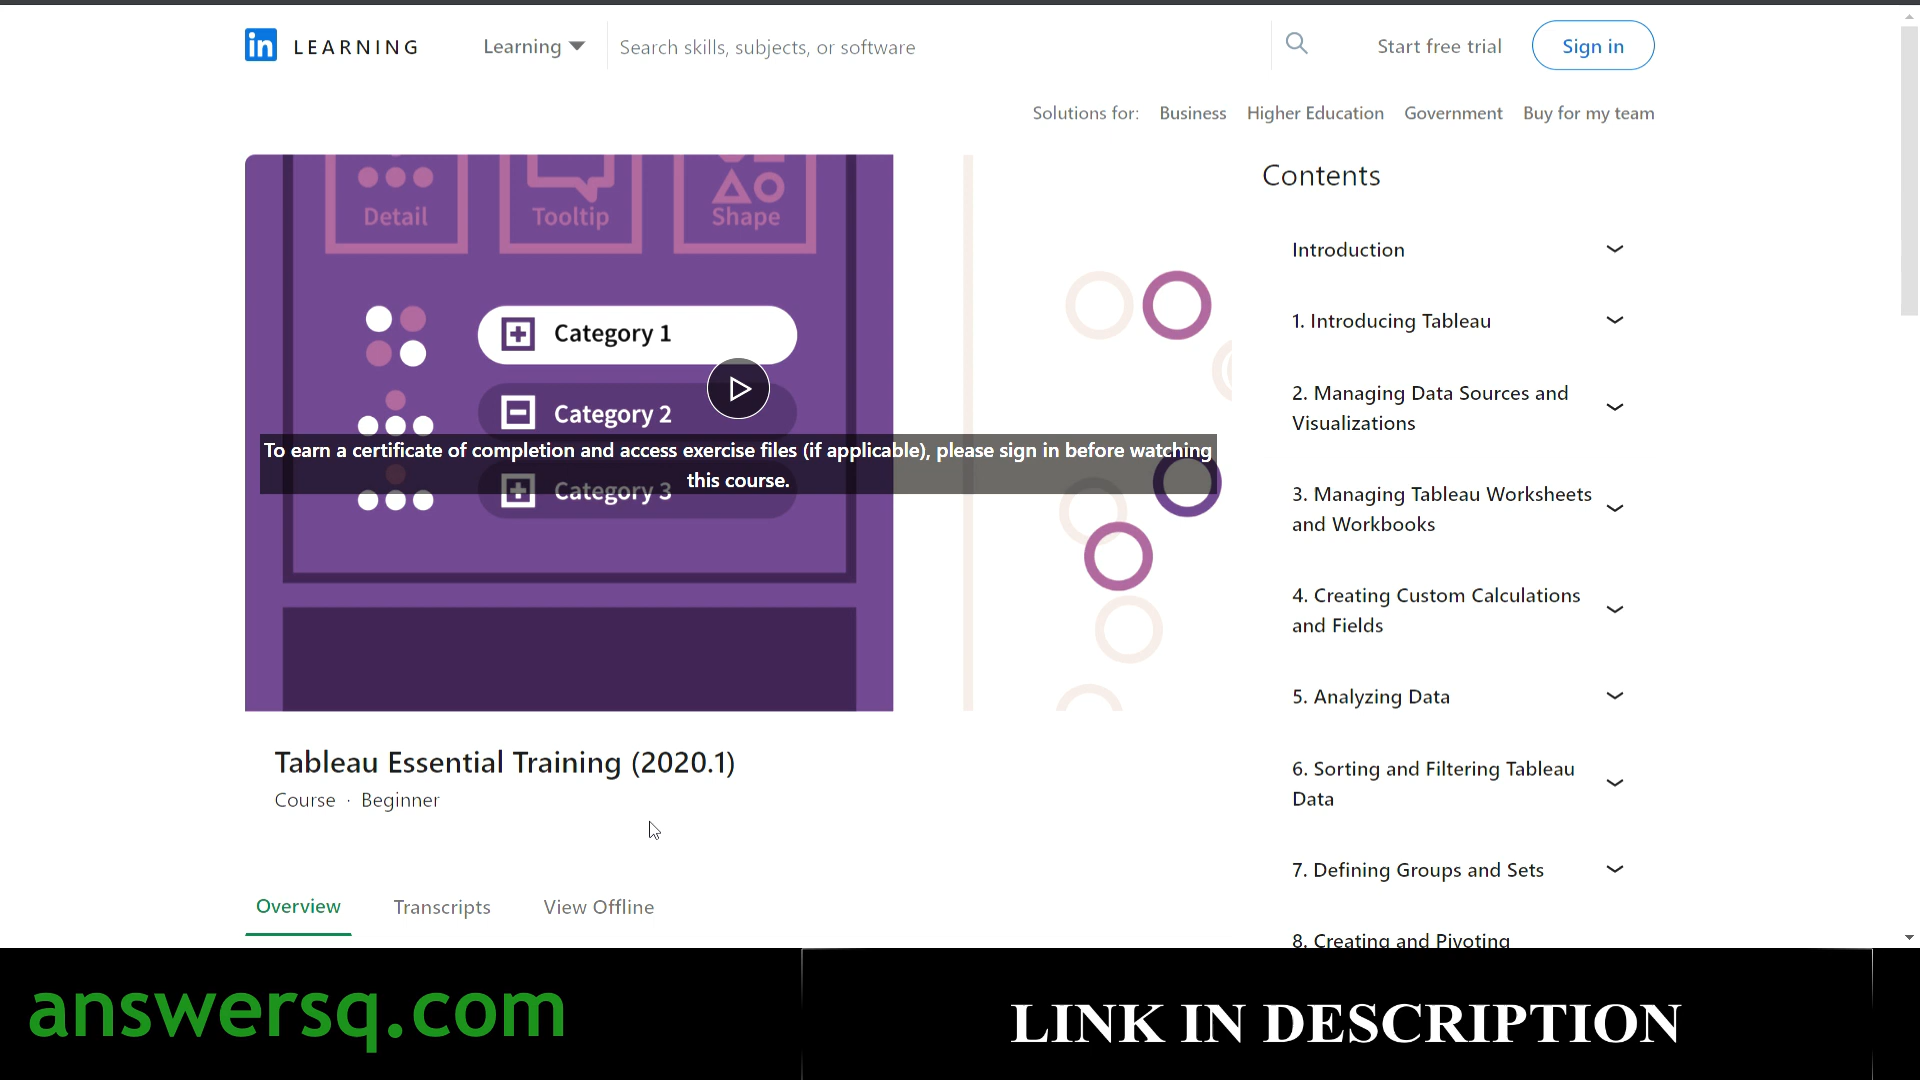 in LEARNING
Learning
Search skills, subjects, or software
Start free trial
Sign in
Solutions for:
Business
Higher Education
Government
Buy for my team
Detail
Tooltip
Shape
Category 1
Category 2
To earn a certificate of completion and access exercise files (if applicable), please sign in before watching
this course.
Category 3
Tableau Essential Training (2020.1)
Course · Beginner
Overview
Transcripts
View Offline
Contents
Introduction
1. Introducing Tableau
2. Managing Data Sources and
Visualizations
3. Managing Tableau Worksheets
and Workbooks
4. Creating Custom Calculations
and Fields
5. Analyzing Data
6. Sorting and Filtering Tableau
Data
7. Defining Groups and Sets
8. Creating and Pivoting
answersq.com
LINK IN DESCRIPTION